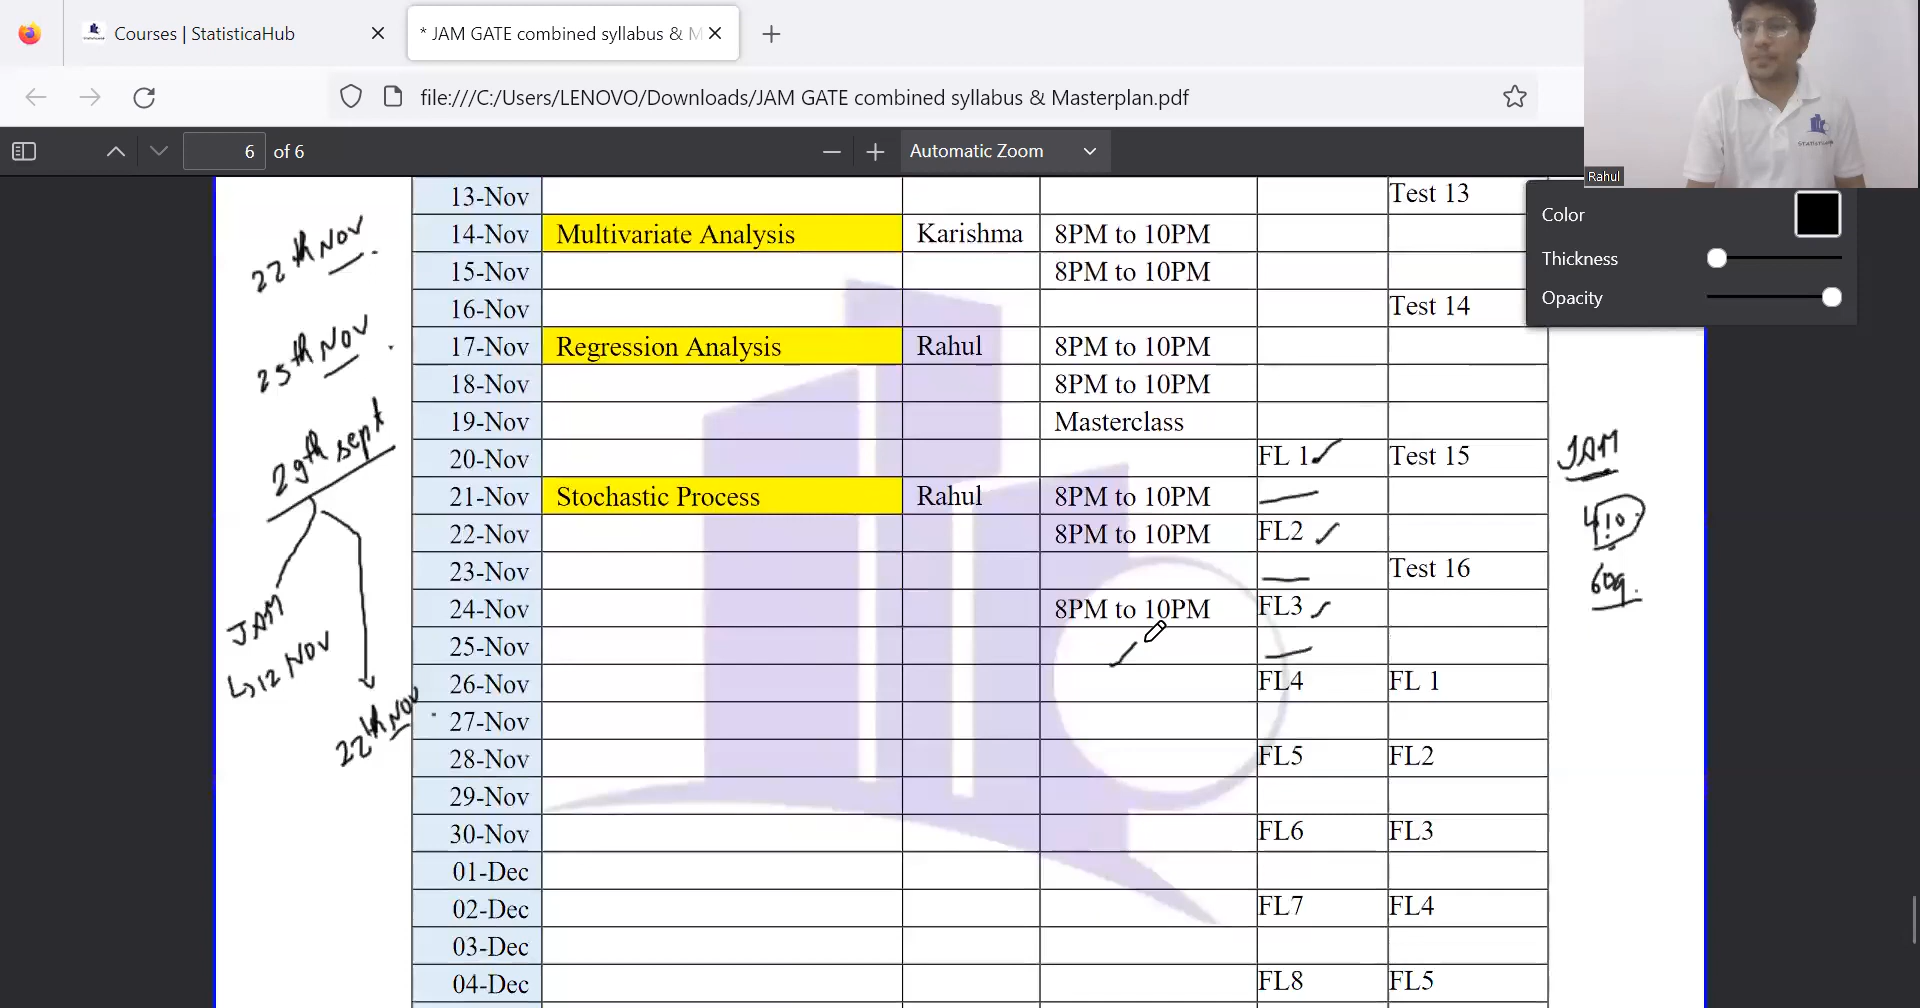 Courses | StatisticaHub
* JAM GATE combined syllabus & M
file:///C:/Users/LENOVO/Downloads/JAM GATE combined syllabus & Masterplan.pdf
6 of 6
Automatic Zoom
Rahul
Color
Thickness
Opacity
13-Nov Test 13
14-Nov Multivariate Analysis Karishma 8PM to 10PM
15-Nov 8PM to 10PM
16-Nov Test 14
17-Nov Regression Analysis Rahul 8PM to 10PM
18-Nov 8PM to 10PM
19-Nov Masterclass
20-Nov FL 1 Test 15
21-Nov Stochastic Process Rahul 8PM to 10PM
22-Nov 8PM to 10PM FL2
23-Nov Test 16
24-Nov 8PM to 10PM FL3
25-Nov
26-Nov FL4 FL 1
27-Nov
28-Nov FL5 FL2
29-Nov
30-Nov FL6 FL3
01-Dec
02-Dec FL7 FL4
03-Dec
04-Dec FL8 FL5
22th Nov
25th Nov
29th sept
JAM
12 Nov
22th Nov
JAM
60q.